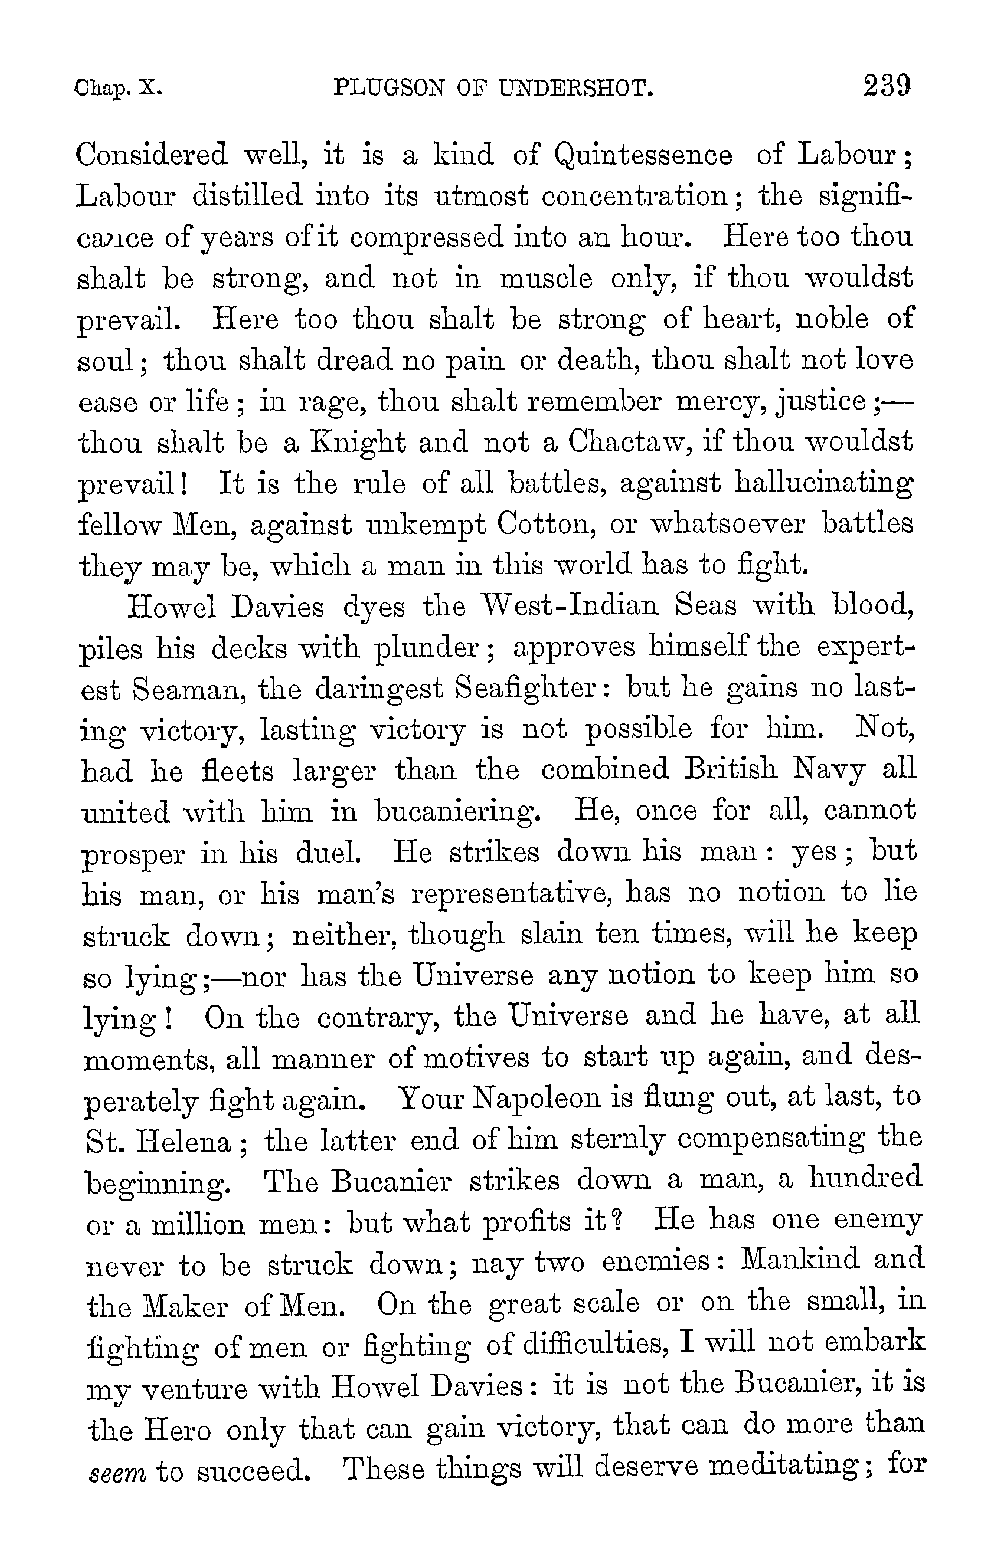 Chap. X. PLUGSON OF UNDERSHOT. 239
Considered well, it is a kind of Quintessence of Labour;
Labour distilled into its utmost concentration; the signifi-
cance of years of it compressed into an hour. Here too thou
shalt be strong, and not in muscle only, if thou wouldst
prevail. Here too thou shalt be strong of heart, noble of
soul; thou shalt dread no pain or death, thou shalt not love
ease or life; in rage, thou shalt remember mercy, justice;—
thou shalt be a Knight and not a Chactaw, if thou wouldst
prevail! It is the rule of all battles, against hallucinating
fellow Men, against unkempt Cotton, or whatsoever battles
they may be, which a man in this world has to fight.
Howel Davies dyes the West-Indian Seas with blood,
piles his decks with plunder; approves himself the expert-
est Seaman, the daringest Seafighter: but he gains no last-
ing victory, lasting victory is not possible for him. Not,
had he fleets larger than the combined British Navy all
united with him in bucaniering. He, once for all, cannot
prosper in his duel. He strikes down his man: yes; but
his man, or his man's representative, has no notion to lie
struck down; neither, though slain ten times, will he keep
so lying;—nor has the Universe any notion to keep him so
lying! On the contrary, the Universe and he have, at all
moments, all manner of motives to start up again, and des-
perately fight again. Your Napoleon is flung out, at last, to
St. Helena; the latter end of him sternly compensating the
beginning. The Bucanier strikes down a man, a hundred
or a million men: but what profits it? He has one enemy
never to be struck down; nay two enemies: Mankind and
the Maker of Men. On the great scale or on the small, in
fighting of men or fighting of difficulties, I will not embark
my venture with Howel Davies: it is not the Bucanier, it is
the Hero only that can gain victory, that can do more than
seem to succeed. These things will deserve meditating; for